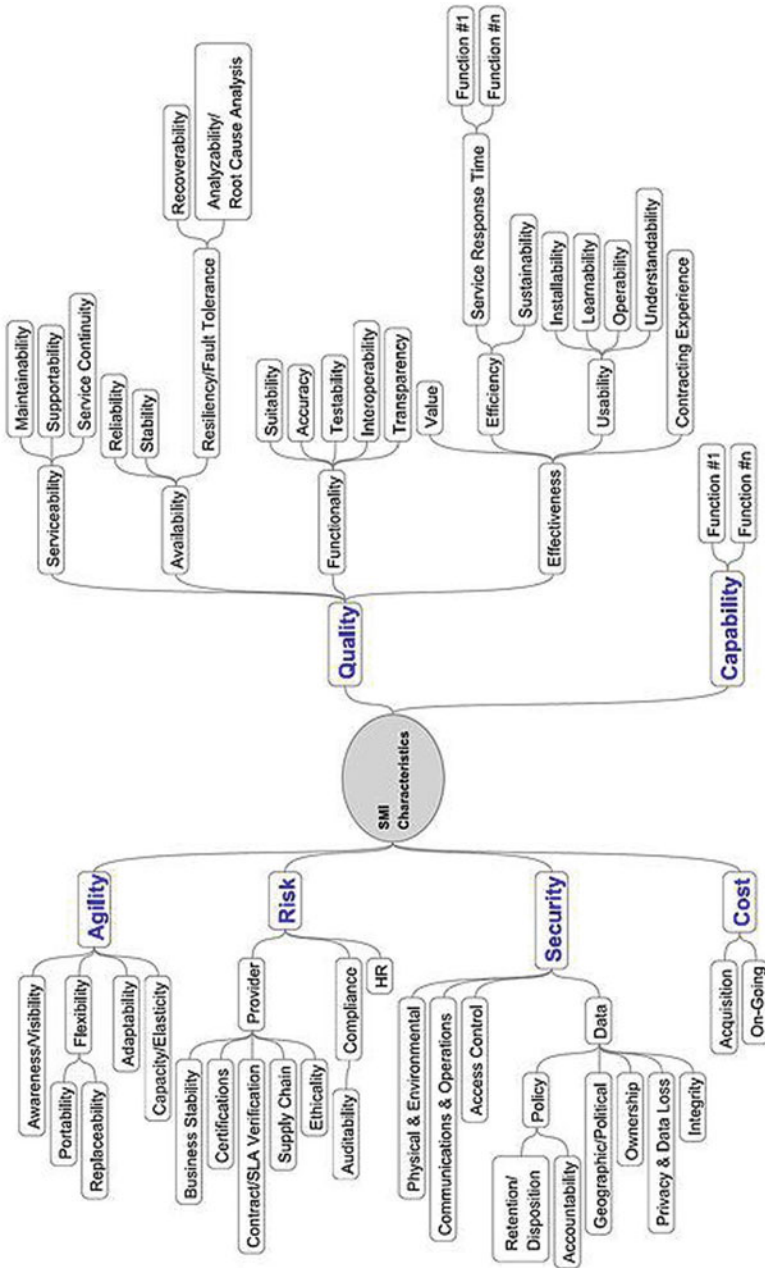 SMI
Characteristics
Agility
Awareness/Visibility
Flexibility
Portability
Replaceability
Adaptability
Capacity/Elasticity
Risk
Provider
Business Stability
Certifications
Contract/SLA Verification
Supply Chain
Ethicality
Compliance
Auditability
HR
Security
Physical & Environmental
Communications & Operations
Access Control
Data
Policy
Retention/
Disposition
Accountability
Geographic/Political
Ownership
Privacy & Data Loss
Integrity
Cost
Acquisition
On-Going
Quality
Serviceability
Maintainability
Supportability
Service Continuity
Availability
Reliability
Stability
Resiliency/Fault Tolerance
Recoverability
Analyzability/
Root Cause Analysis
Functionality
Suitability
Accuracy
Testability
Interoperability
Transparency
Effectiveness
Value
Efficiency
Service Response Time
Function #1
Function #n
Sustainability
Usability
Installability
Learnability
Operability
Understandability
Contracting Experience
Capability
Function #1
Function #n